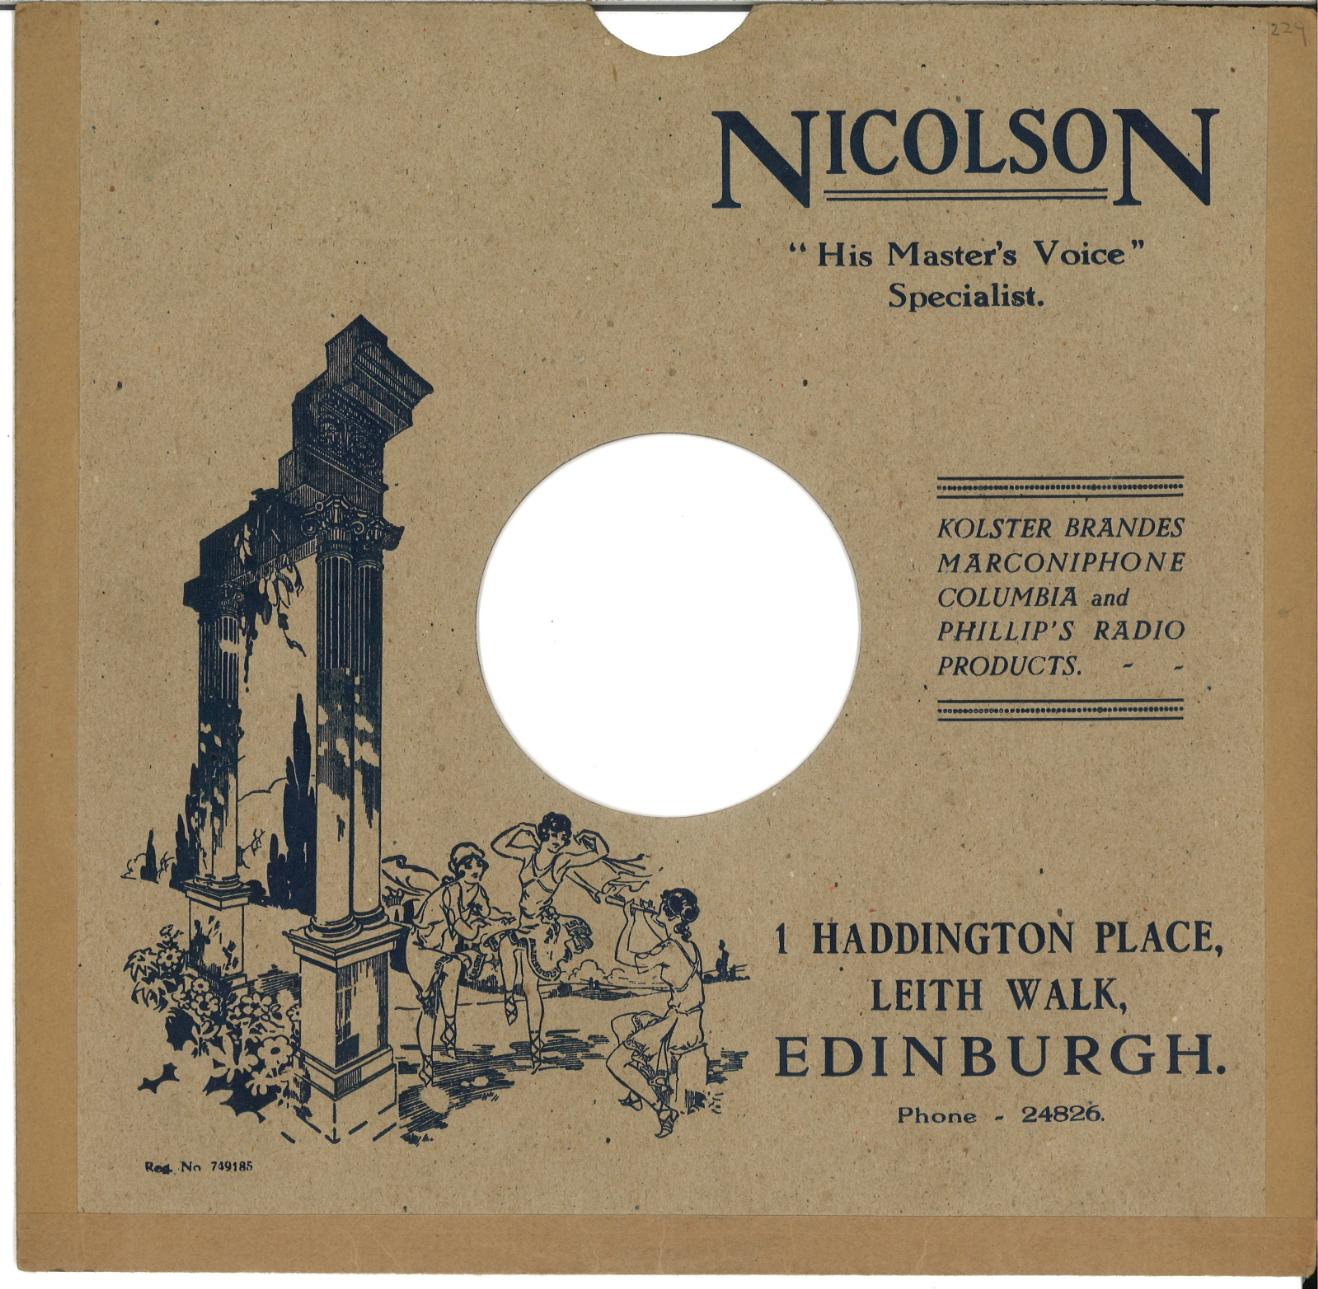 224
NICOLSON
“His Master's Voice”
Specialist.
KOLSTER BRANDES
MARCONIPHONE
COLUMBIA and
PHILLIP'S RADIO
PRODUCTS. - -
1 HADDINGTON PLACE,
LEITH WALK,
EDINBURGH.
Phone - 24826.
Reg. No 749185